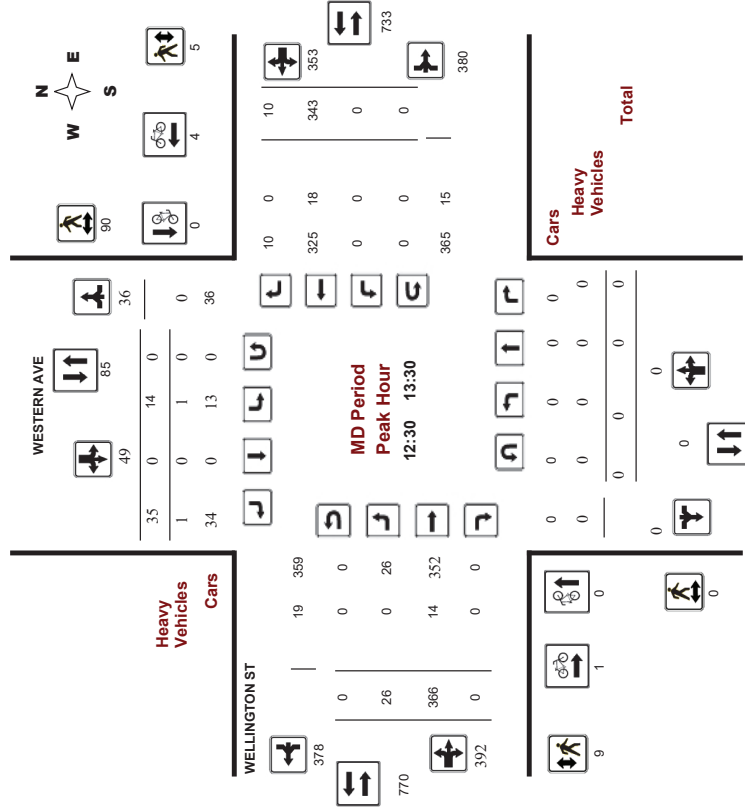 N
W E
S
5
4
0
90
WESTERN AVE
36
85
49
0 36
0 14 0 35
0 1 0 1
0 13 0 34
Heavy
Vehicles
Cars
733
353
380
10 343 0 0
0 18 0 0 15
10 325 0 0 365
MD Period
Peak Hour
12:30 13:30
WELLINGTON ST
359 0 26 352 0
19 0 0 14 0
0 26 366 0
378
770
392
Cars
Heavy
Vehicles
Total
0 0 0 0 0
0 0 0 0 0
0 0 0 0
0
0
0
0
1
9
0